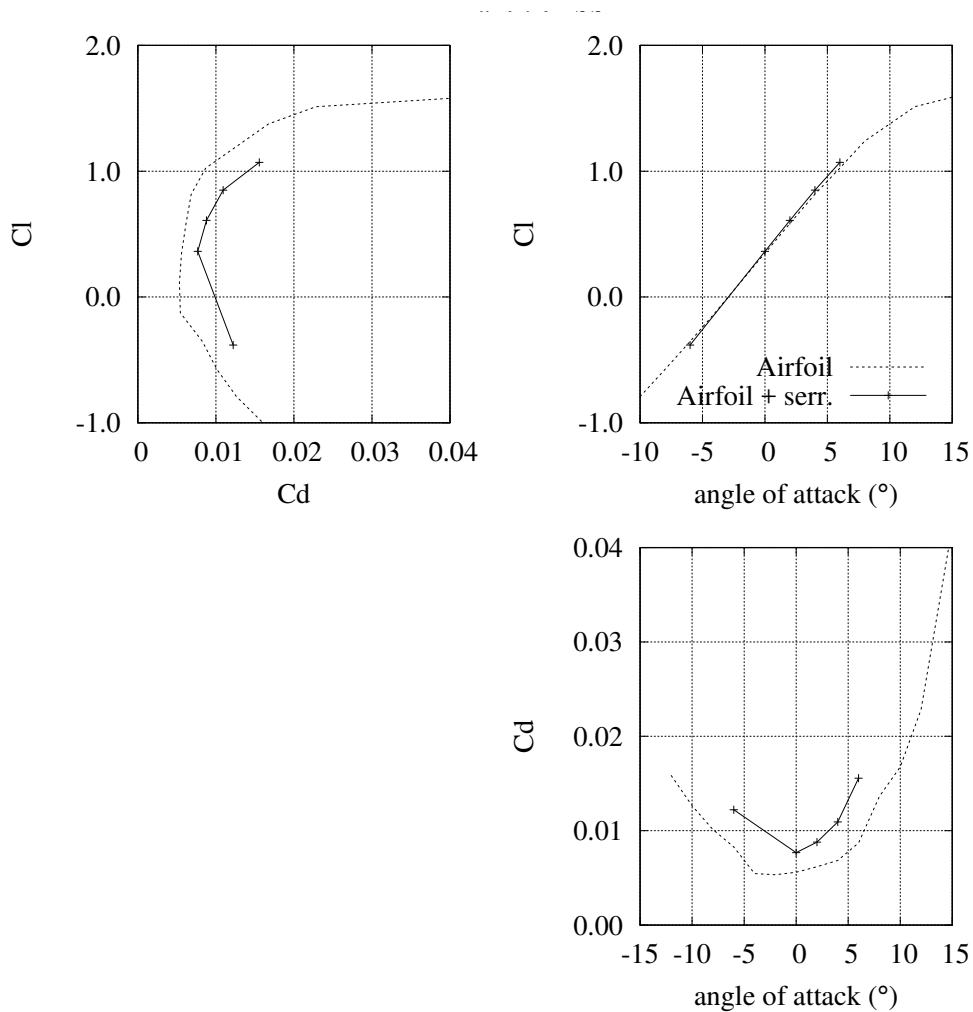 2.0
1.0
0.0
-1.0
Cl
0 0.01 0.02 0.03 0.04
Cd
2.0
1.0
0.0
-1.0
Cl
Airfoil
Airfoil + serr.
-10 -5 0 5 10 15
angle of attack (°)
0.04
0.03
0.02
0.01
0.00
Cd
-15 -10 -5 0 5 10 15
angle of attack (°)